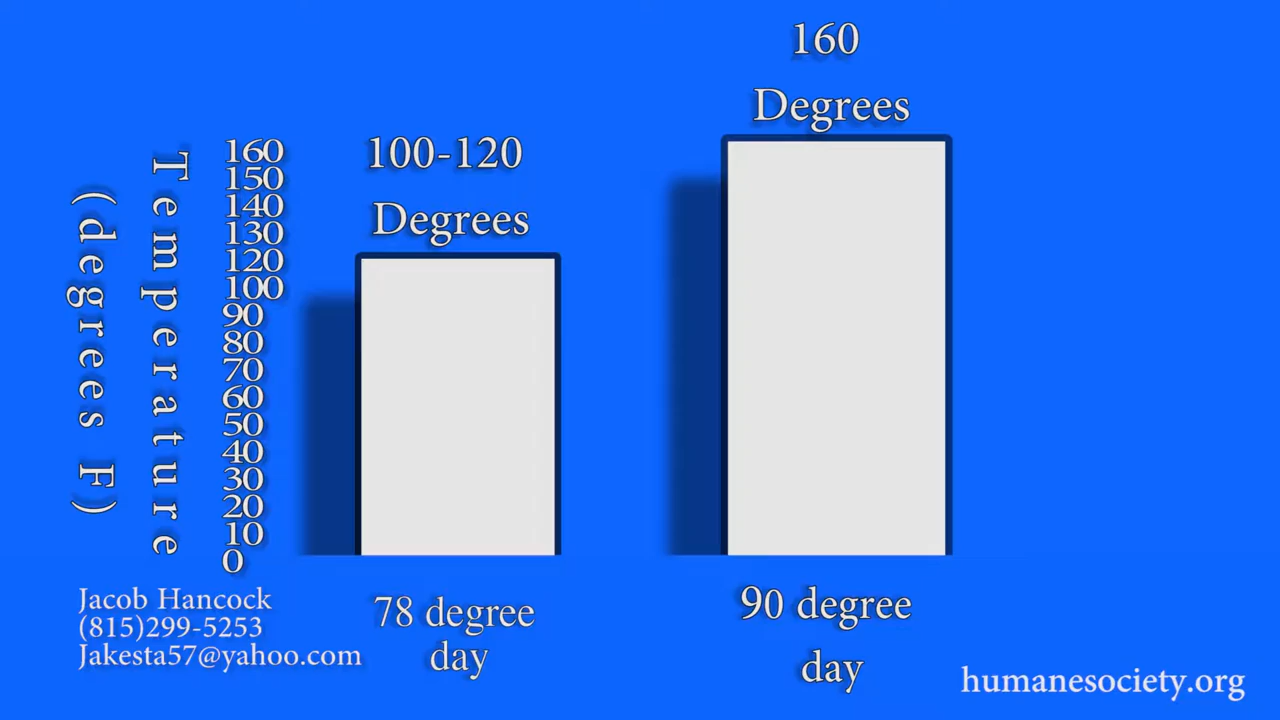 160
Degrees
100-120
Degrees
Temperature
(degrees F)
160
150
140
130
120
100
90
80
70
60
50
40
30
20
10
0
78 degree
day
90 degree
day
Jacob Hancock
(815)299-5253
Jakesta57@yahoo.com
humanesociety.org